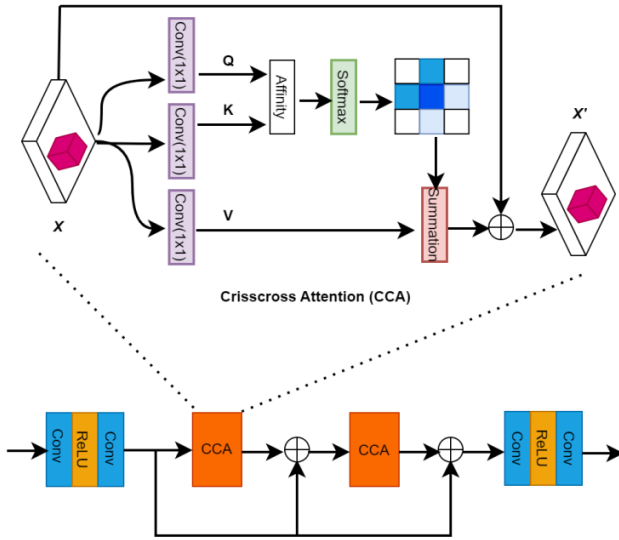 Conv(1x1)
Q
Affinity
Softmax
Conv(1x1)
K
X'
X
Conv(1x1)
V
Summation
Crisscross Attention (CCA)
Conv
ReLU
Conv
CCA
CCA
Conv
ReLU
Conv